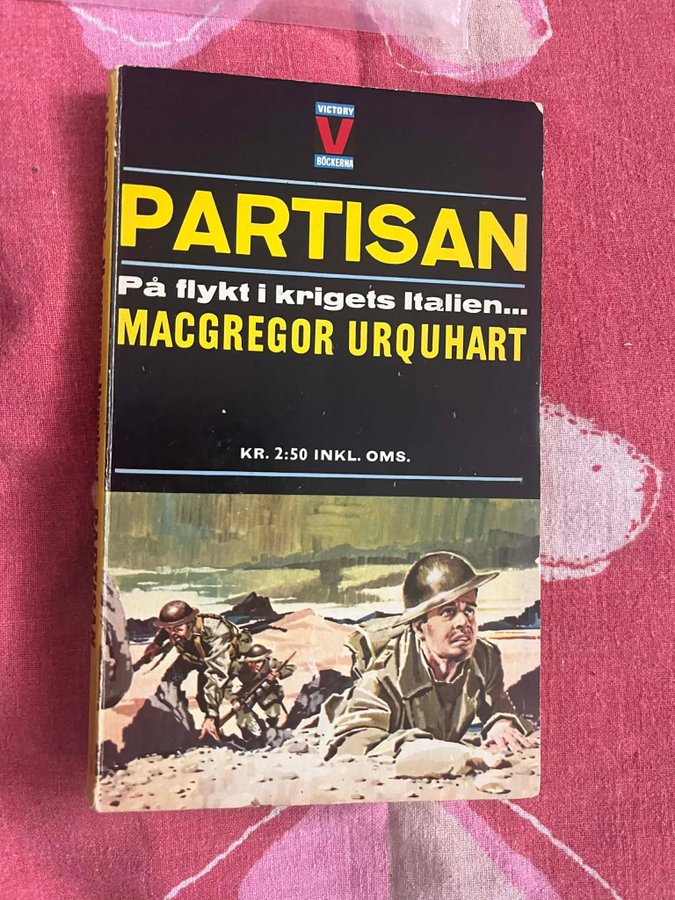 VICTORY
V
BÖCKERNA
PARTISAN
På flykt i krigets Italien...
MACGREGOR URQUHART
KR. 2:50 INKL. OMS.